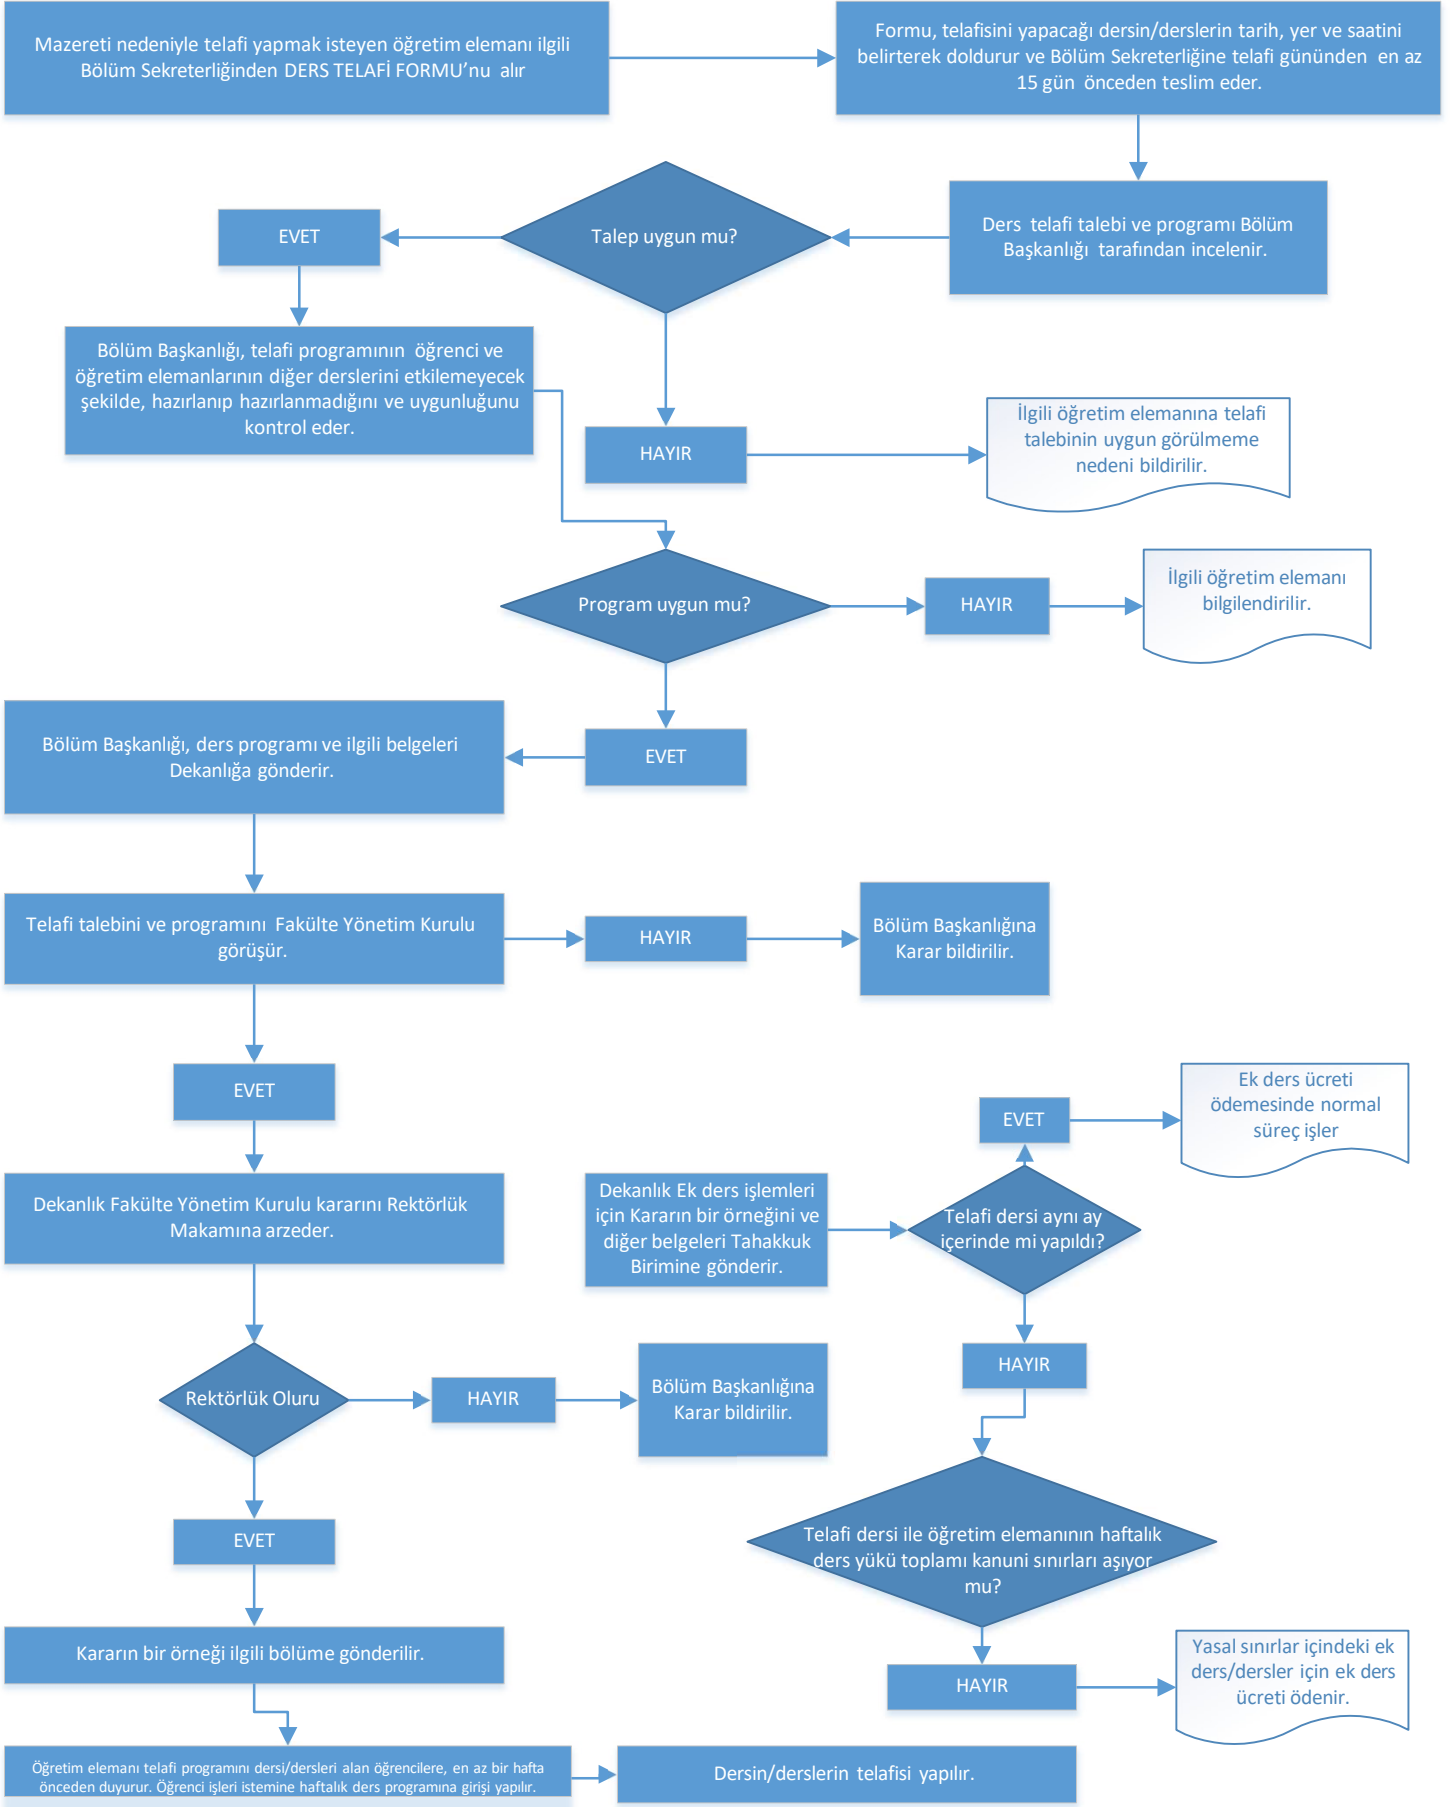 Mazereti nedeniyle telafi yapmak isteyen öğretim elemanı ilgili
Bölüm Sekreterliğinden DERS TELAFİ FORMU’nu alır
Formu, telafisini yapacağı dersin/derslerin tarih, yer ve saatini
belirterek doldurur ve Bölüm Sekreterliğine telafi gününden en az
15 gün önceden teslim eder.
Ders telafi talebi ve programı Bölüm
Başkanlığı tarafından incelenir.
Talep uygun mu?
EVET
Bölüm Başkanlığı, telafi programının öğrenci ve
öğretim elemanlarının diğer derslerini etkilemeyecek
şekilde, hazırlanıp hazırlanmadığını ve uygunluğunu
kontrol eder.
HAYIR
İlgili öğretim elemanına telafi
talebinin uygun görülmeme
nedeni bildirilir.
Program uygun mu?
HAYIR
İlgili öğretim elemanı
bilgilendirilir.
EVET
Bölüm Başkanlığı, ders programı ve ilgili belgeleri
Dekanlığa gönderir.
Telafi talebini ve programını Fakülte Yönetim Kurulu
görüşür.
HAYIR
Bölüm Başkanlığına
Karar bildirilir.
EVET
Dekanlık Fakülte Yönetim Kurulu kararını Rektörlük
Makamına arzeder.
Rektörlük Oluru
HAYIR
Bölüm Başkanlığına
Karar bildirilir.
EVET
Kararın bir örneği ilgili bölüme gönderilir.
Öğretim elemanı telafi programını dersi/dersleri alan öğrencilere, en az bir hafta
önceden duyurur. Öğrenci işleri istemine haftalık ders programına girişi yapılır.
Dersin/derslerin telafisi yapılır.
Dekanlık Ek ders işlemleri
için Kararın bir örneğini ve
diğer belgeleri Tahakkuk
Birimine gönderir.
Telafi dersi aynı ay
içerinde mi yapıldı?
EVET
Ek ders ücreti
ödemesinde normal
süreç işler
HAYIR
Telafi dersi ile öğretim elemanının haftalık
ders yükü toplamı kanuni sınırları aşıyor
mu?
HAYIR
Yasal sınırlar içindeki ek
ders/dersler için ek ders
ücreti ödenir.